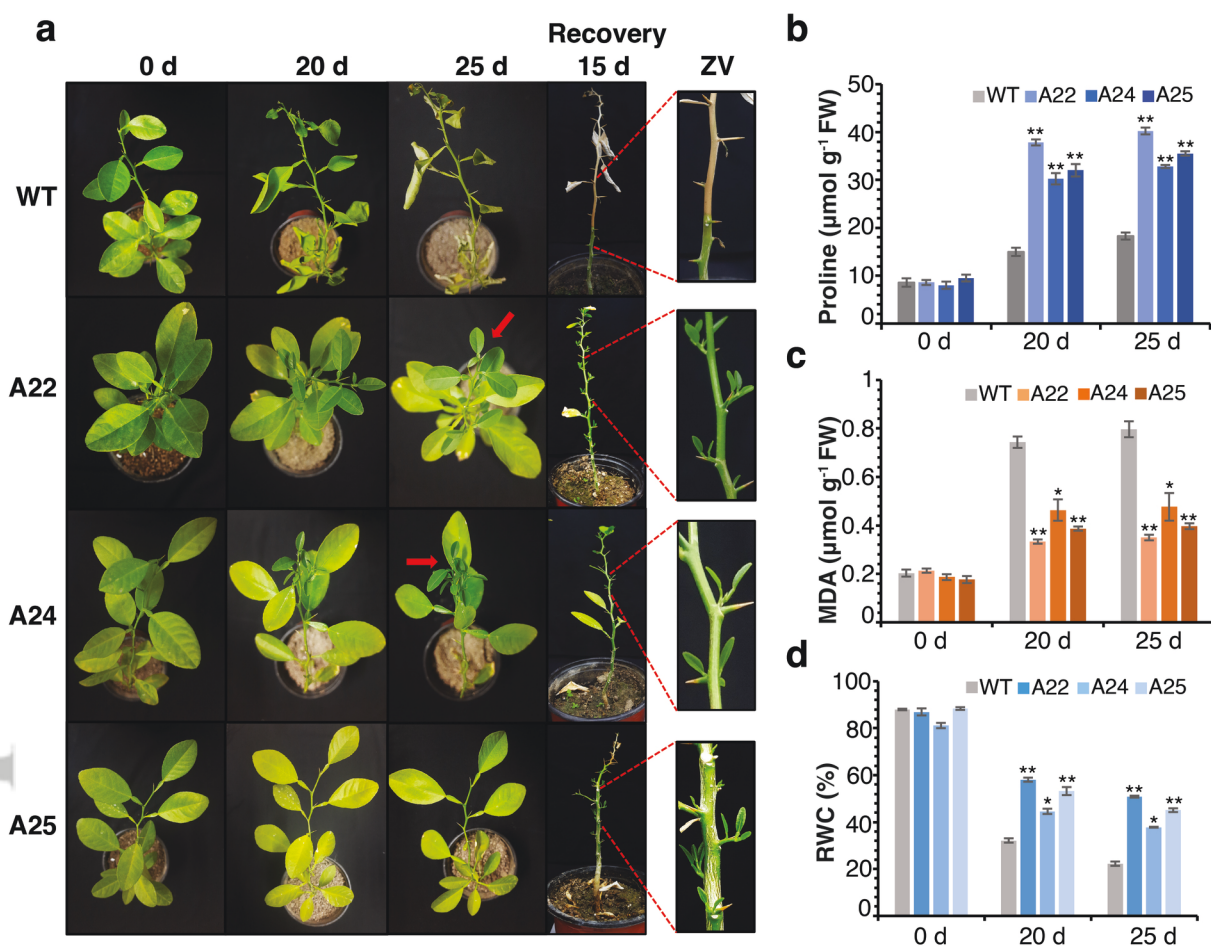 a
Recovery
0 d 20 d 25 d 15 d ZV
WT
A22
A24
A25
b
Proline (µmol g⁻¹ FW)
50
40
30
20
10
0
WT A22 A24 A25
** ** **
** ** **
0 d 20 d 25 d
c
MDA (µmol g⁻¹ FW)
1
0.8
0.6
0.4
0.2
0
WT A22 A24 A25
** * **
** * **
0 d 20 d 25 d
d
RWC (%)
100
80
60
40
20
0
WT A22 A24 A25
** * **
** * **
0 d 20 d 25 d